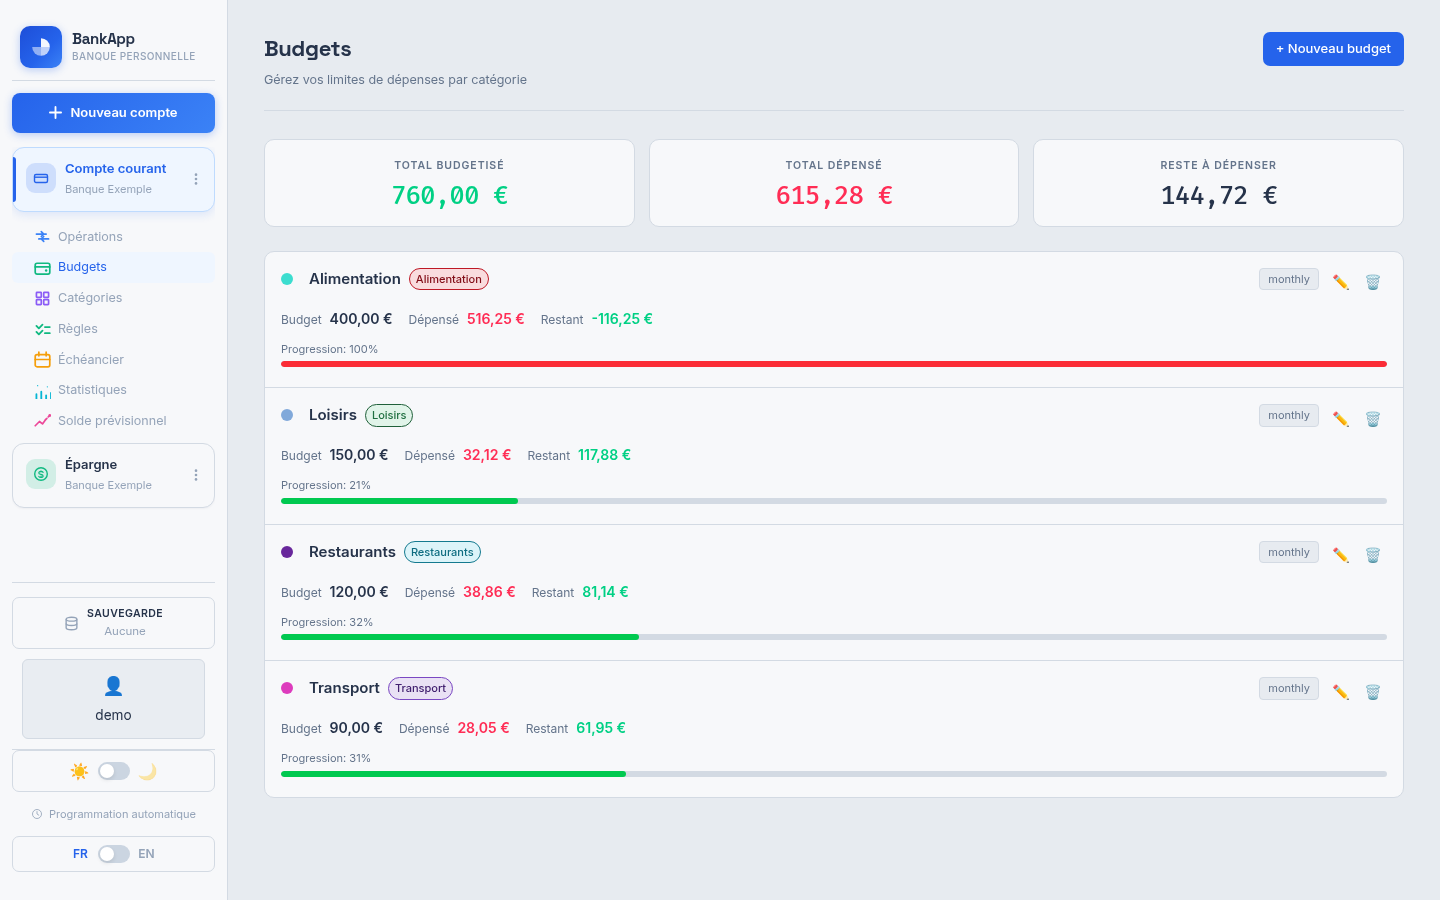 BankApp
BANQUE PERSONNELLE
Nouveau compte
Compte courant
Banque Exemple
Opérations
Budgets
Catégories
Règles
Échéancier
Statistiques
Solde prévisionnel
Épargne
Banque Exemple
SAUVEGARDE
Aucune
demo
Programmation automatique
FR EN
Budgets
Gérez vos limites de dépenses par catégorie
+ Nouveau budget
TOTAL BUDGETISÉ
760,00 €
TOTAL DÉPENSÉ
615,28 €
RESTE À DÉPENSER
144,72 €
Alimentation Alimentation monthly
Budget 400,00 € Dépensé 516,25 € Restant -116,25 €
Progression: 100%
Loisirs Loisirs monthly
Budget 150,00 € Dépensé 32,12 € Restant 117,88 €
Progression: 21%
Restaurants Restaurants monthly
Budget 120,00 € Dépensé 38,86 € Restant 81,14 €
Progression: 32%
Transport Transport monthly
Budget 90,00 € Dépensé 28,05 € Restant 61,95 €
Progression: 31%